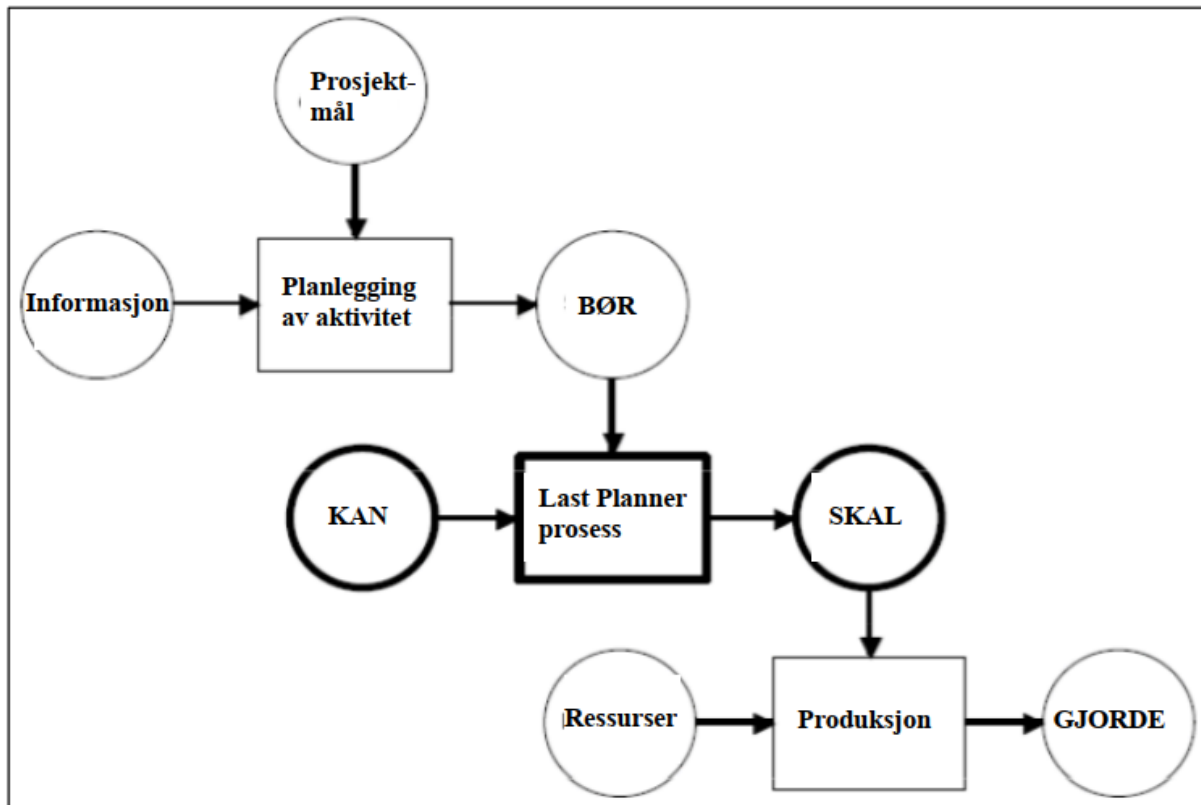 Prosjekt-
mål
Informasjon
Planlegging
av aktivitet
BØR
KAN
Last Planner
prosess
SKAL
Ressurser
Produksjon
GJORDE